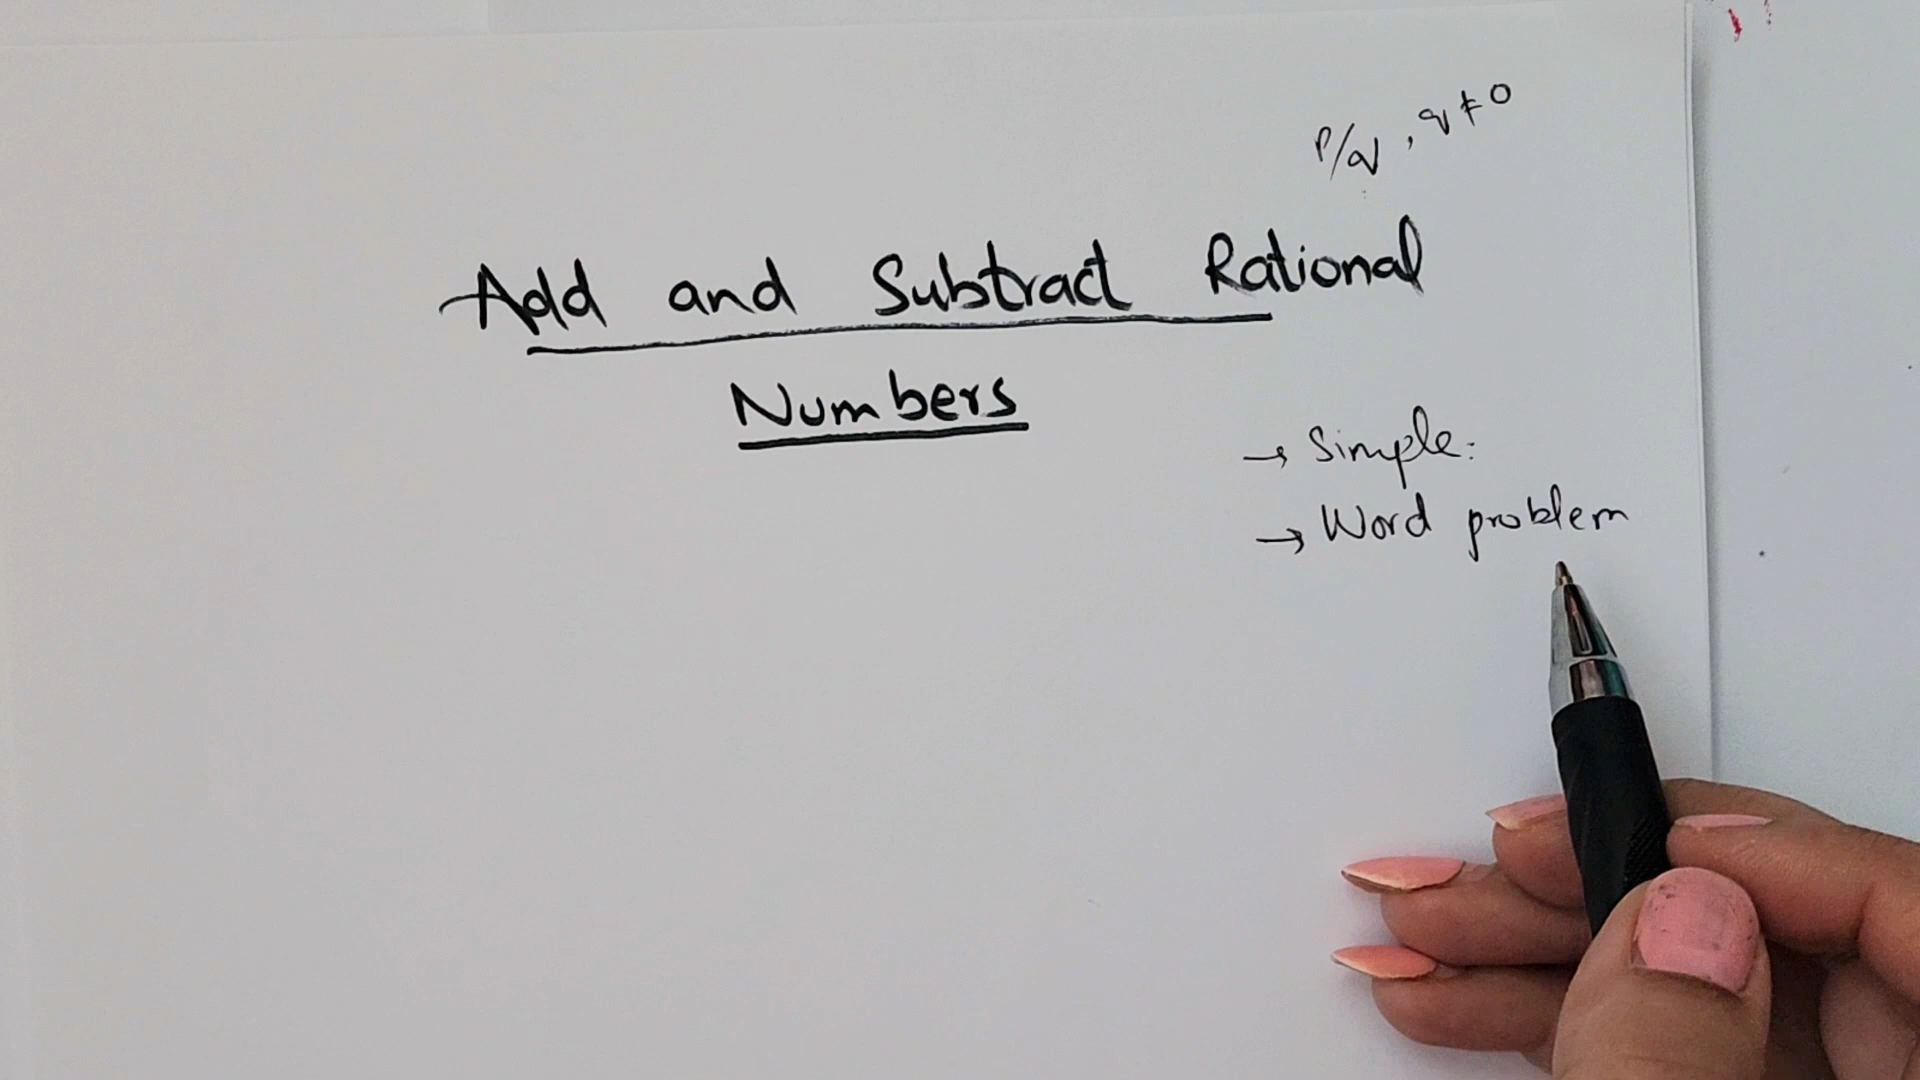 P/q, q ≠ 0
Add and Subtract Rational
Numbers
→ Simple:
→ Word problem